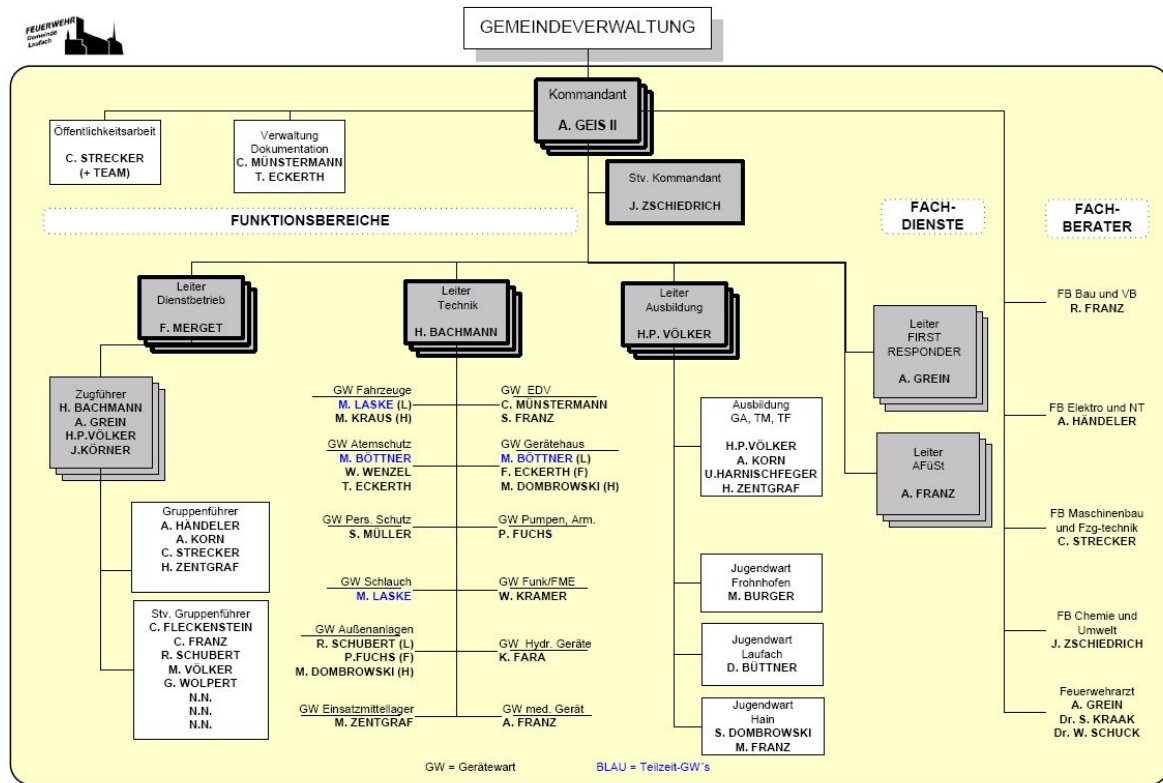 FEUERWEHR
Gemeinde
Laufach
GEMEINDEVERWALTUNG
Kommandant
A. GEIS II
Öffentlichkeitsarbeit
C. STRECKER
(+ TEAM)
Verwaltung
Dokumentation
C. MÜNSTERMANN
T. ECKERTH
Stv. Kommandant
J. ZSCHIEDRICH
FUNKTIONSBEREICHE
FACH-
DIENSTE
FACH-
BERATER
Leiter
Dienstbetrieb
F. MERGET
Leiter
Technik
H. BACHMANN
Leiter
Ausbildung
H.P. VÖLKER
Leiter
FIRST
RESPONDER
A. GREIN
Leiter
AFüSt
A. FRANZ
Zugführer
H. BACHMANN
A. GREIN
H.P.VÖLKER
J.KÖRNER
Gruppenführer
A. HÄNDELER
A. KORN
C. STRECKER
H. ZENTGRAF
Stv. Gruppenführer
C. FLECKENSTEIN
C. FRANZ
R. SCHUBERT
M. VÖLKER
G. WOLPERT
N.N.
N.N.
N.N.
GW Fahrzeuge
M. LASKE (L)
M. KRAUS (H)
GW EDV
C. MÜNSTERMANN
S. FRANZ
GW Atemschutz
M. BÖTTNER
W. WENZEL
T. ECKERTH
GW Gerätehaus
M. BÖTTNER (L)
F. ECKERTH (F)
M. DOMBROWSKI (H)
GW Pers. Schutz
S. MÜLLER
GW Pumpen, Arm.
P. FUCHS
GW Schlauch
M. LASKE
GW Funk/FME
W. KRAMER
GW Außenanlagen
R. SCHUBERT (L)
P.FUCHS (F)
M. DOMBROWSKI (H)
GW Hydr. Geräte
K. FARA
GW Einsatzmittellager
M. ZENTGRAF
GW med. Gerät
A. FRANZ
Ausbildung
GA, TM, TF
H.P.VÖLKER
A. KORN
U.HARNISCHFEGER
H. ZENTGRAF
Jugendwart
Frohnhofen
M. BURGER
Jugendwart
Laufach
D. BÜTTNER
Jugendwart
Hain
S. DOMBROWSKI
M. FRANZ
FB Bau und VB
R. FRANZ
FB Elektro und NT
A. HÄNDELER
FB Maschinenbau
und Fzg-technik
C. STRECKER
FB Chemie und
Umwelt
J. ZSCHIEDRICH
Feuerwehrarzt
A. GREIN
Dr. S. KRAAK
Dr. W. SCHUCK
GW = Gerätewart
BLAU = Teilzeit-GW´s